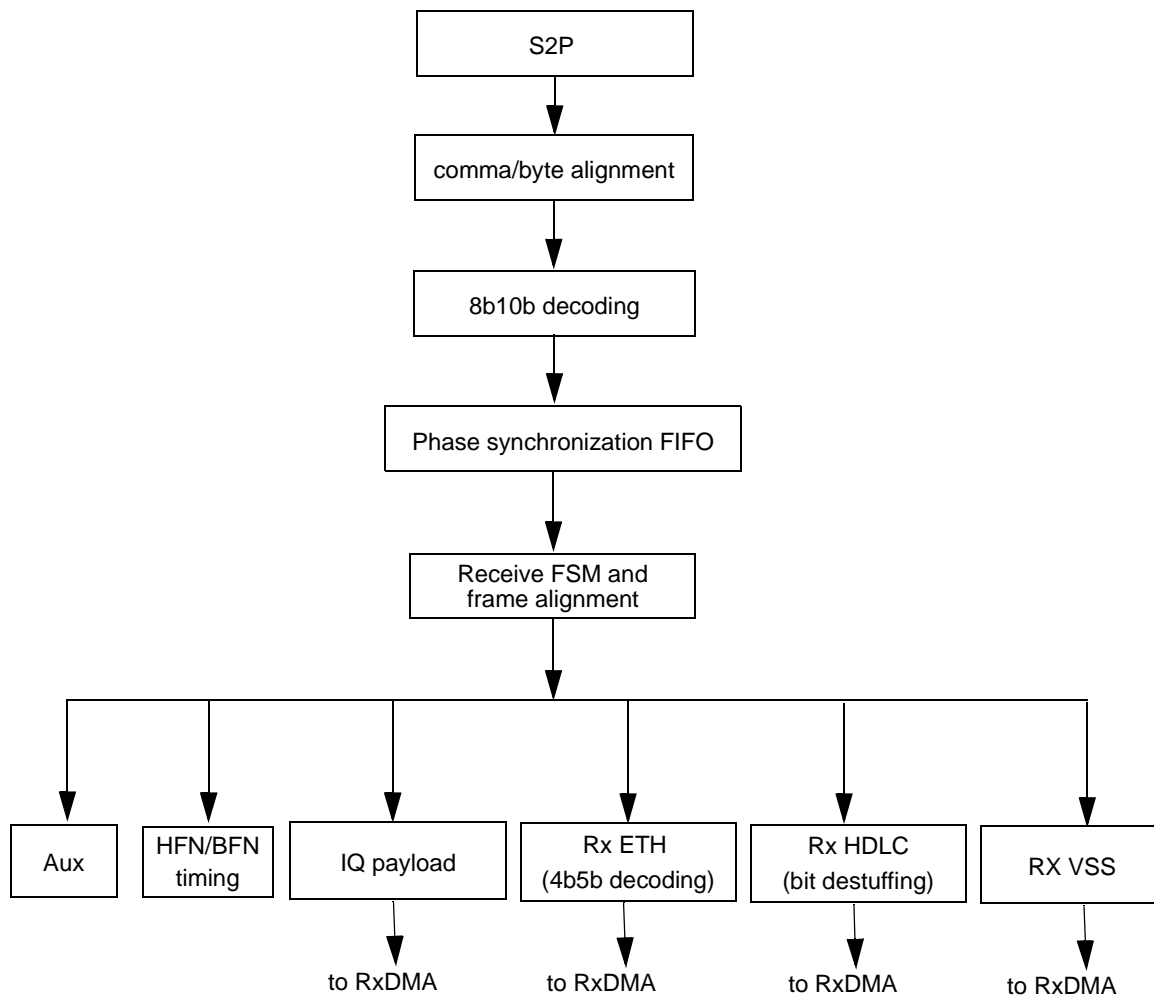 S2P
comma/byte alignment
8b10b decoding
Phase synchronization FIFO
Receive FSM and
frame alignment
Aux
HFN/BFN
timing
IQ payload
Rx ETH
(4b5b decoding)
Rx HDLC
(bit destuffing)
RX VSS
to RxDMA
to RxDMA
to RxDMA
to RxDMA